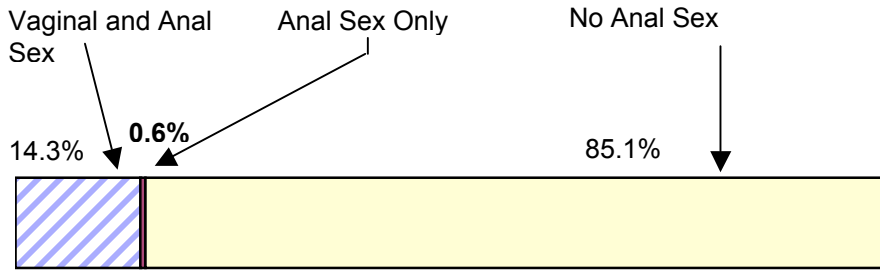 Vaginal and Anal
Sex
Anal Sex Only
No Anal Sex
14.3%
0.6%
85.1%